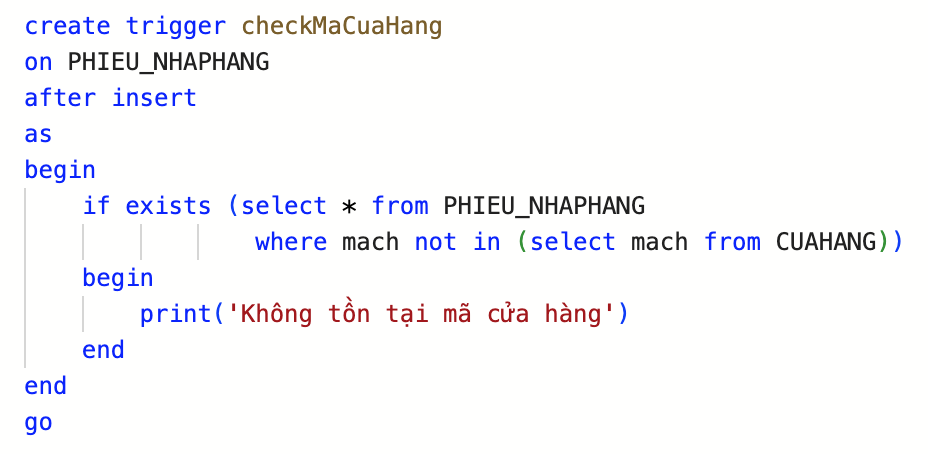 create trigger checkMaCuaHang
on PHIEU_NHAPHANG
after insert
as
begin
if exists (select * from PHIEU_NHAPHANG
where mach not in (select mach from CUAHANG))
begin
print('Không tồn tại mã cửa hàng')
end
end
go